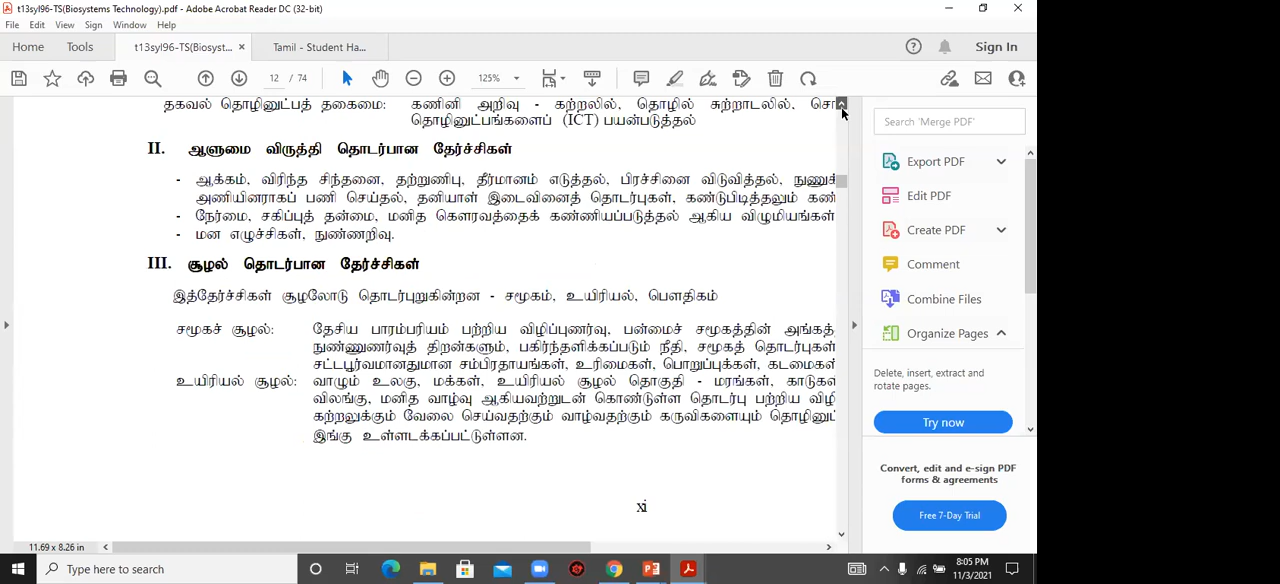 t13syl96-TS(Biosystems Technology).pdf - Adobe Acrobat Reader DC (32-bit)
File Edit View Sign Window Help
Home Tools t13syl96-TS(Biosyst... × Tamil - Student Ha... Sign In
12 / 74 125%
தகவல் தொழினுட்பத் தகைமை: கணினி அறிவு - கற்றலில், தொழில் சுற்றாடலில், சொ
தொழினுட்பங்களைப் (ICT) பயன்படுத்தல்
II. ஆளுமை விருத்தி தொடர்பான தேர்ச்சிகள்
- ஆக்கம், விரிந்த சிந்தனை, தற்றுணிபு, தீர்மானம் எடுத்தல், பிரச்சினை விடுவித்தல், நுணுக்
அணியினராகப் பணி செய்தல், தனியாள் இடைவினைத் தொடர்புகள், கண்டுபிடித்தலும் கண்
- நேர்மை, சகிப்புத் தன்மை, மனித கௌரவத்தைக் கண்ணியப்படுத்தல் ஆகிய விழுமியங்கள்
- மன எழுச்சிகள், நுண்ணறிவு.
III. சூழல் தொடர்பான தேர்ச்சிகள்
இத்தேர்ச்சிகள் சூழலோடு தொடர்புறுகின்றன - சமூகம், உயிரியல், பௌதிகம்
சமூகச் சூழல்: தேசிய பாரம்பரியம் பற்றிய விழிப்புணர்வு, பன்மைச் சமூகத்தின் அங்கத்
நுண்ணுணர்வுத் திறன்களும், பகிர்ந்தளிக்கப்படும் நீதி, சமூகத் தொடர்புகள்
சட்டபூர்வமானதுமான சம்பிரதாயங்கள், உரிமைகள், பொறுப்புக்கள், கடமைகள்
உயிரியல் சூழல்: வாழும் உலகு, மக்கள், உயிரியல் சூழல் தொகுதி - மரங்கள், காடுகள்
விலங்கு, மனித வாழ்வு ஆகியவற்றுடன் கொண்டுள்ள தொடர்பு பற்றிய விழி
கற்றலுக்கும் வேலை செய்வதற்கும் வாழ்வதற்கும் கருவிகளையும் தொழினுட்
இங்கு உள்ளடக்கப்பட்டுள்ளன.
xi
11.69 x 8.26 in
Search 'Merge PDF'
Export PDF
Edit PDF
Create PDF
Comment
Combine Files
Organize Pages
Delete, insert, extract and
rotate pages.
Try now
Convert, edit and e-sign PDF
forms & agreements
Free 7-Day Trial
Type here to search
8:05 PM
11/3/2021